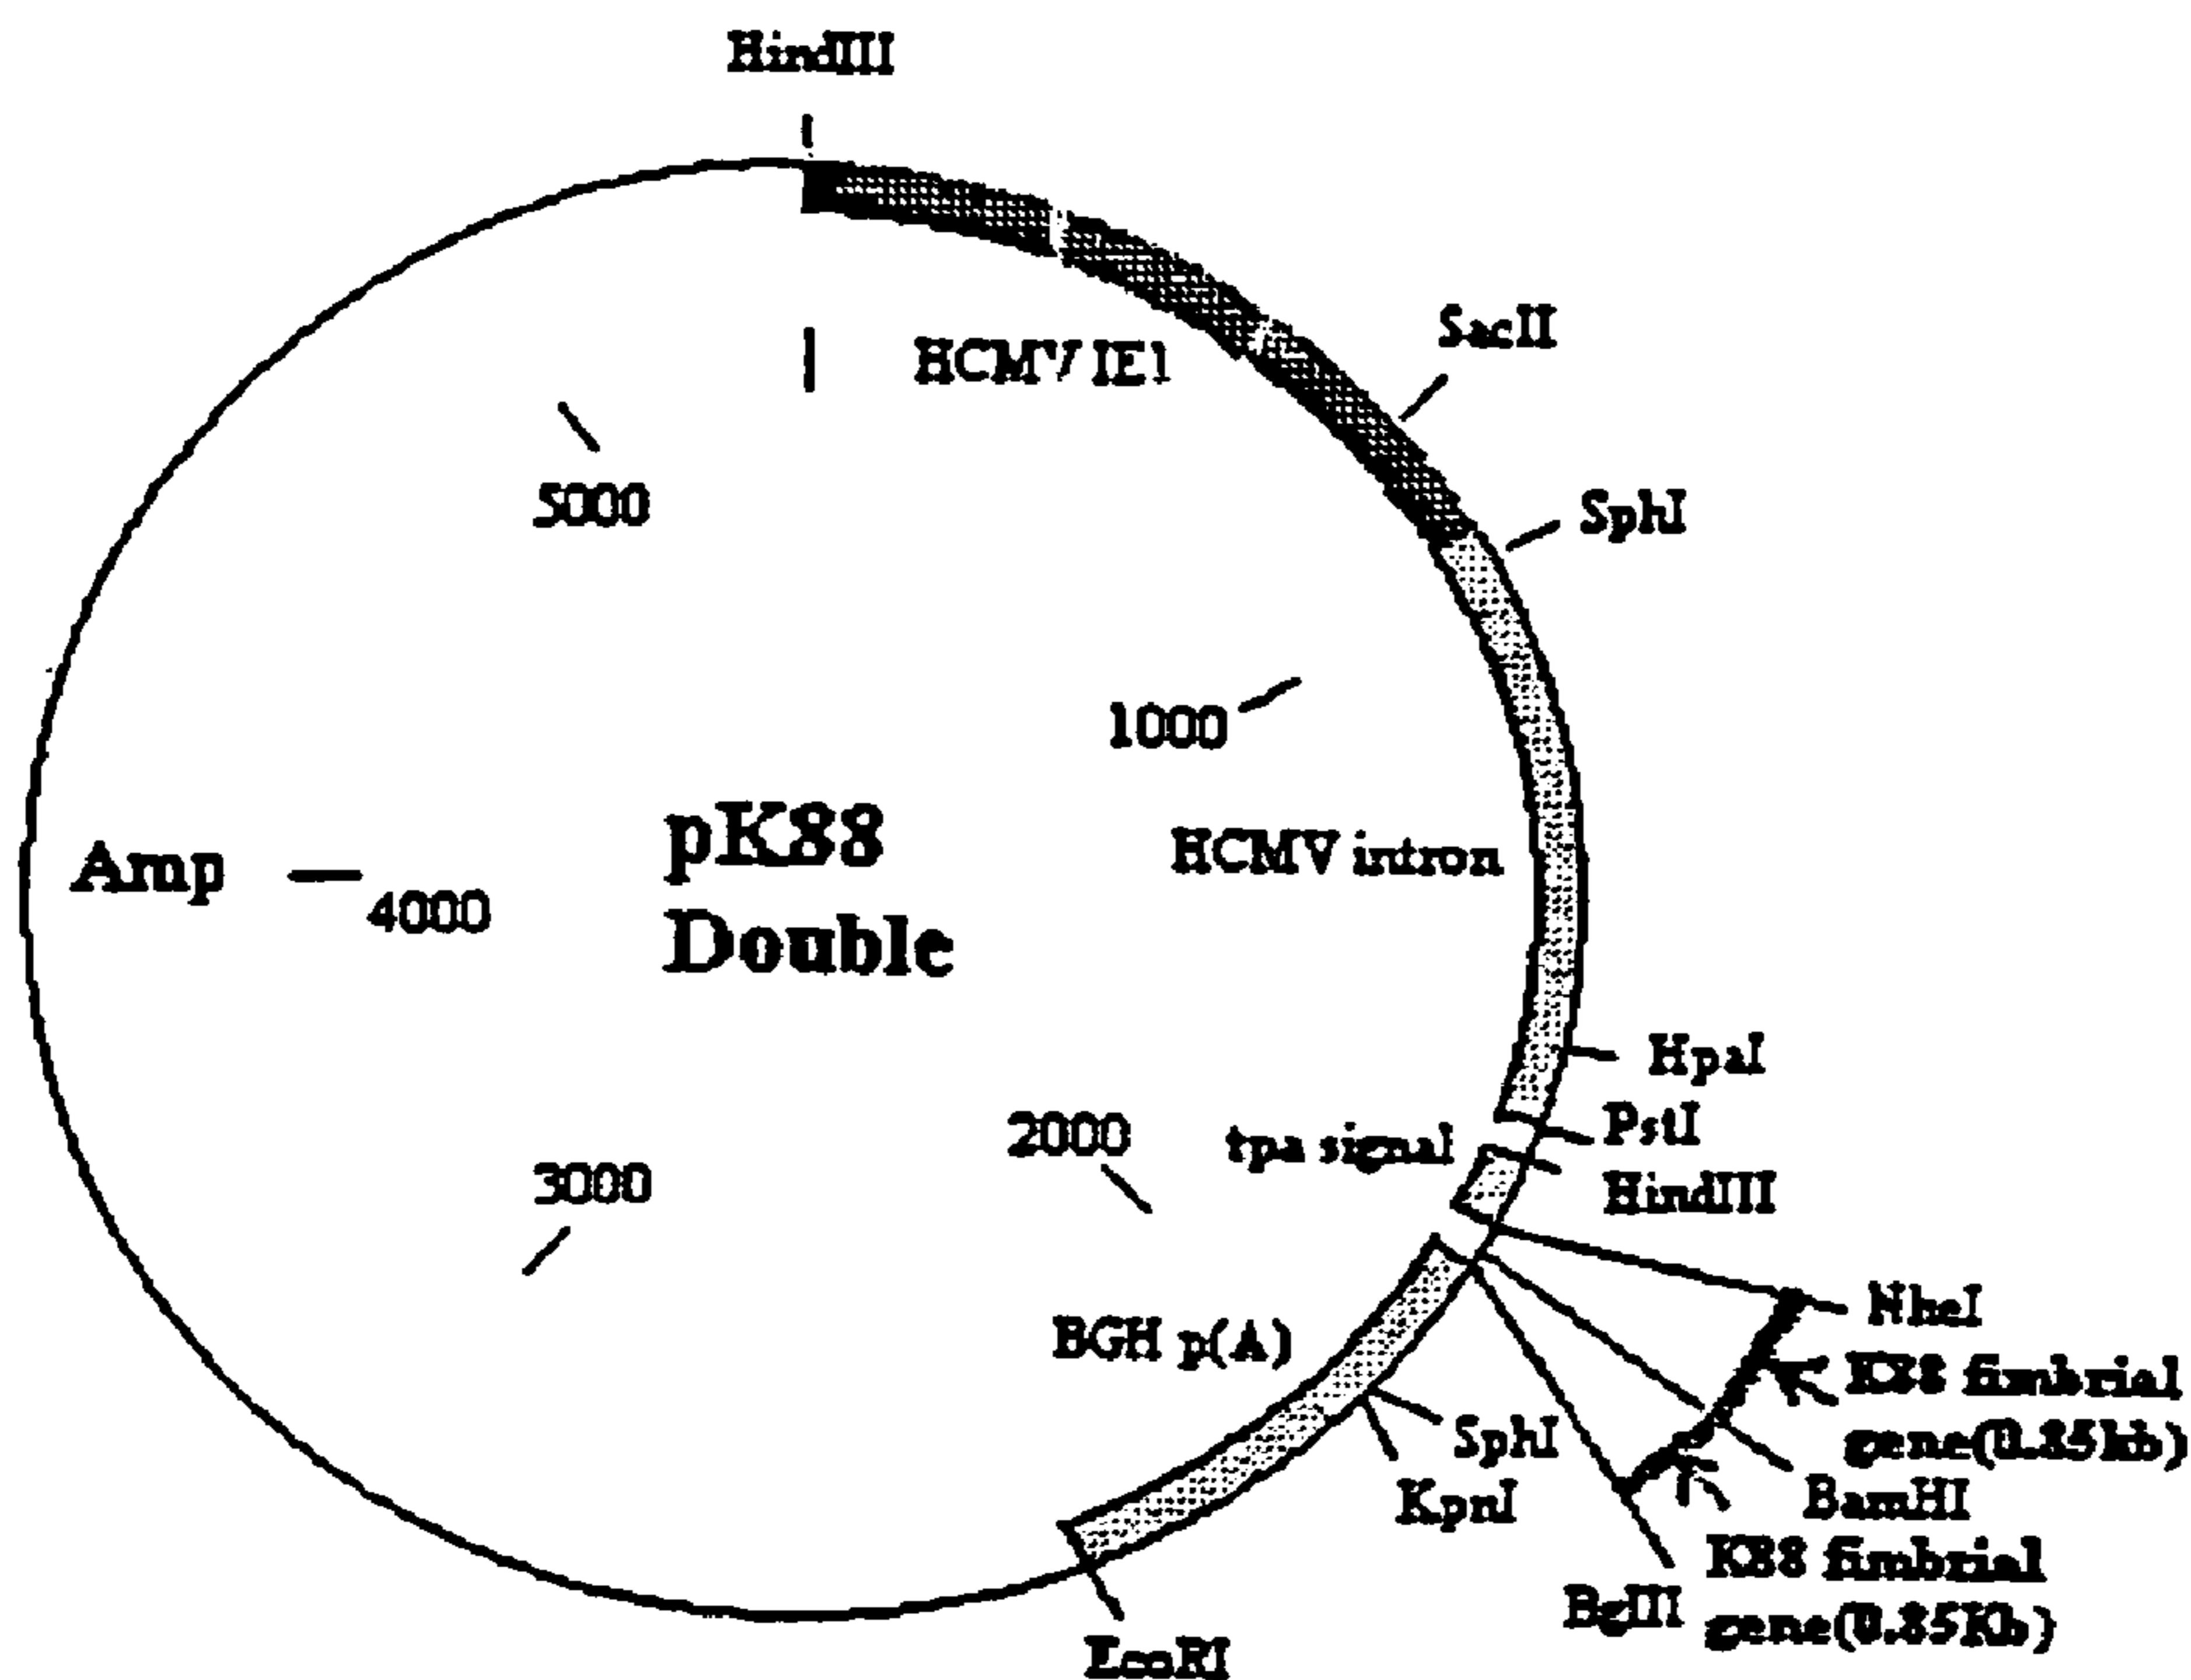 HindIII
HCMV IE1
SacII
5000
SphI
1000
pK88
Double
HCMV intron
Amp
4000
HpaI
2000
tpa signal
PstI
3000
HindIII
NheI
BGH p(A)
K88 fimbrial
gene(0.85kb)
SphI
KpnI
BamHI
K88 fimbrial
gene(0.85Kb)
BglII
EcoRI